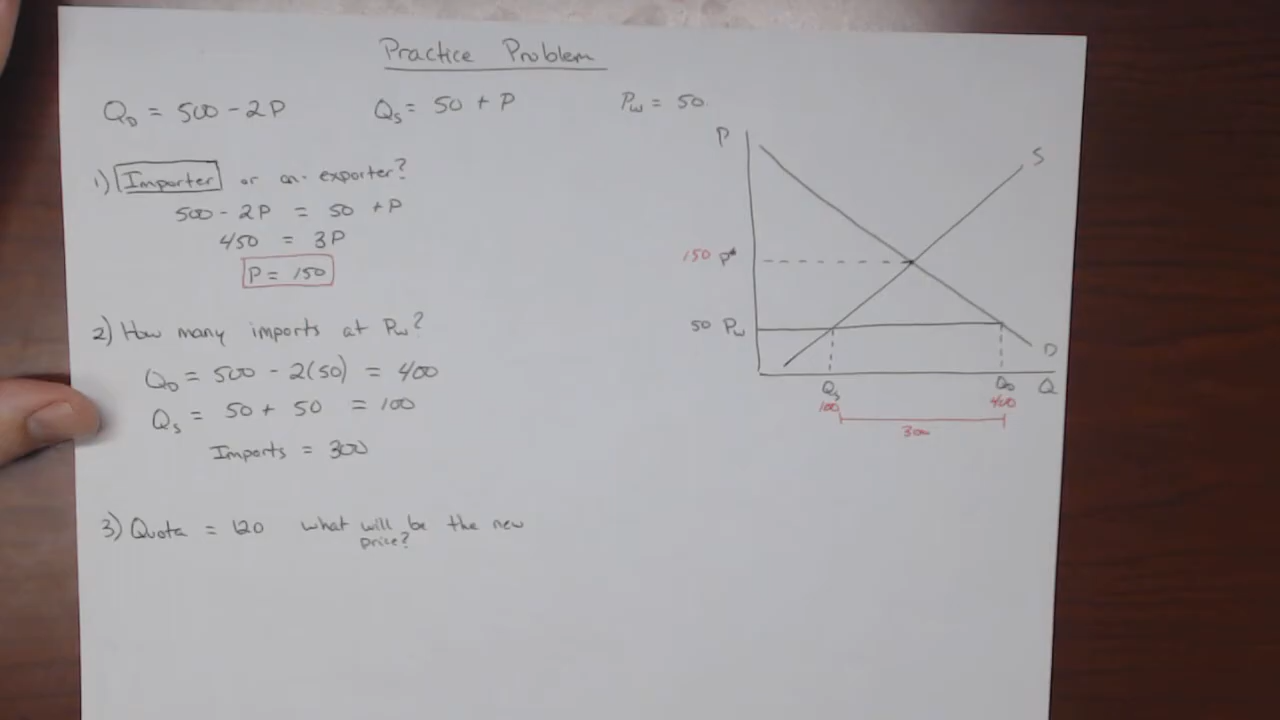 Practice Problem
Q_D = 500 - 2P Q_S = 50 + P P_W = 50
1) Importer or an exporter?
500 - 2P = 50 + P
450 = 3P
P = 150
2) How many imports at P_W?
Q_D = 500 - 2(50) = 400
Q_S = 50 + 50 = 100
Imports = 300
3) Quota = 120 what will be the new
price?
P
S
150 P*
50 P_W
D
Q_S Q_D Q
100 400
300